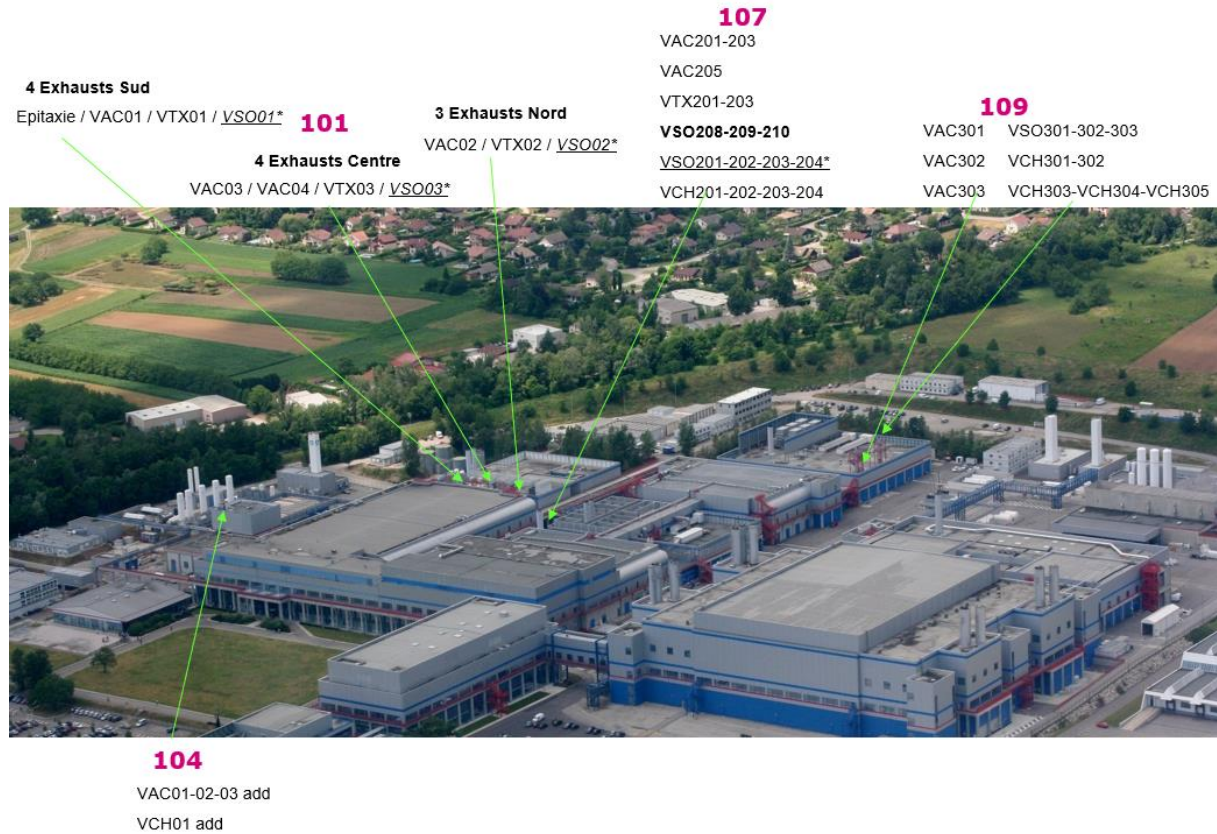 107
VAC201-203
VAC205
VTX201-203
VSO208-209-210
VSO201-202-203-204*
VCH201-202-203-204
4 Exhausts Sud
Epitaxie / VAC01 / VTX01 / VSO01*
101
4 Exhausts Centre
VAC03 / VAC04 / VTX03 / VSO03*
3 Exhausts Nord
VAC02 / VTX02 / VSO02*
109
VAC301 VSO301-302-303
VAC302 VCH301-302
VAC303 VCH303-VCH304-VCH305
104
VAC01-02-03 add
VCH01 add